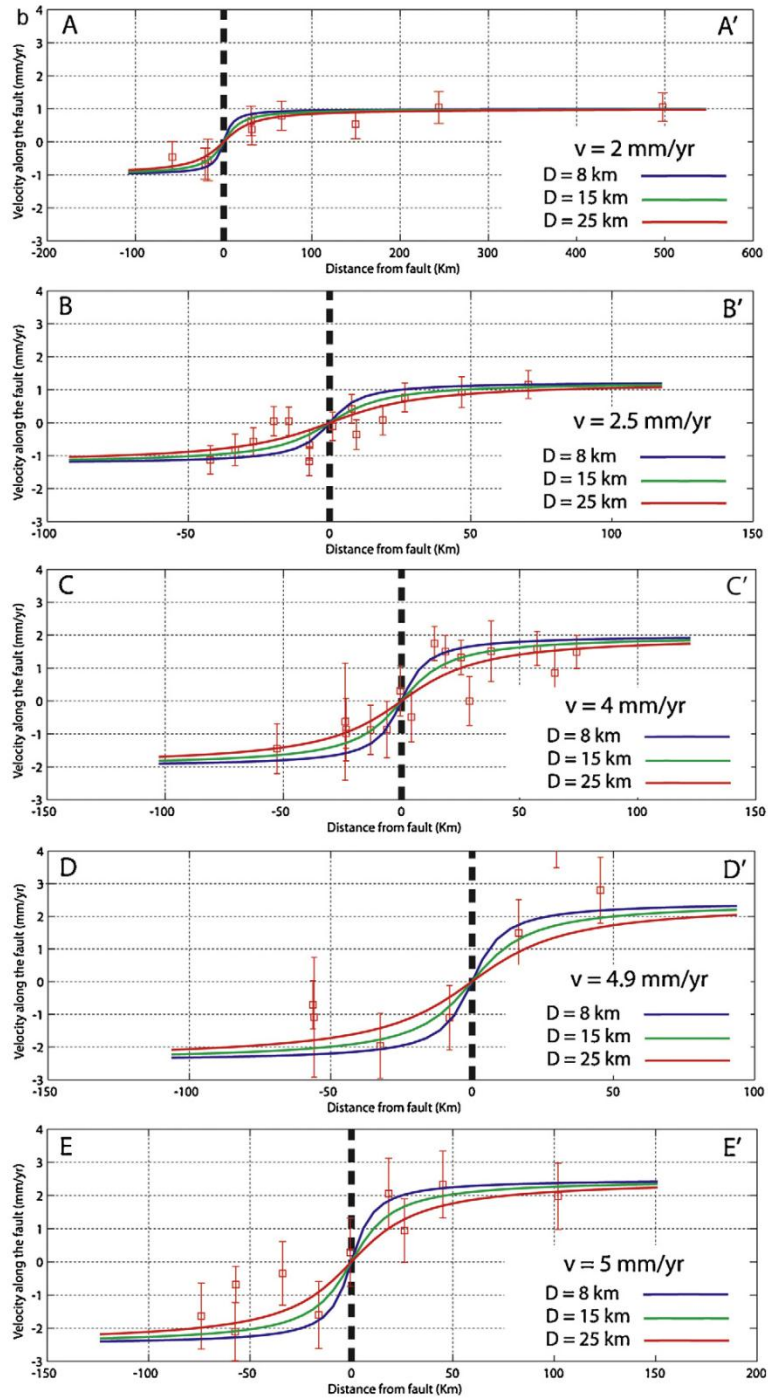 b
A A′
4
3
2
1
0
-1
-2
-3
Velocity along the fault (mm/yr)
v = 2 mm/yr
D = 8 km
D = 15 km
D = 25 km
-200 -100 0 100 200 300 400 500 600
Distance from fault (Km)
B B′
4
3
2
1
0
-1
-2
-3
Velocity along the fault (mm/yr)
v = 2.5 mm/yr
D = 8 km
D = 15 km
D = 25 km
-50 0 50 100 150
Distance from fault (Km)
C C′
4
3
2
1
0
-1
-2
-3
Velocity along the fault (mm/yr)
v = 4 mm/yr
D = 8 km
D = 15 km
D = 25 km
-150 -100 -50 0 50 100 150
Distance from fault (Km)
D D′
4
3
2
1
0
-1
-2
-3
Velocity along the fault (mm/yr)
v = 4.9 mm/yr
D = 8 km
D = 15 km
D = 25 km
-150 -100 -50 0 50 100
Distance from fault (Km)
E E′
4
3
2
1
0
-1
-2
-3
Velocity along the fault (mm/yr)
v = 5 mm/yr
D = 8 km
D = 15 km
D = 25 km
-150 -100 -50 0 50 100 150 200
Distance from fault (Km)